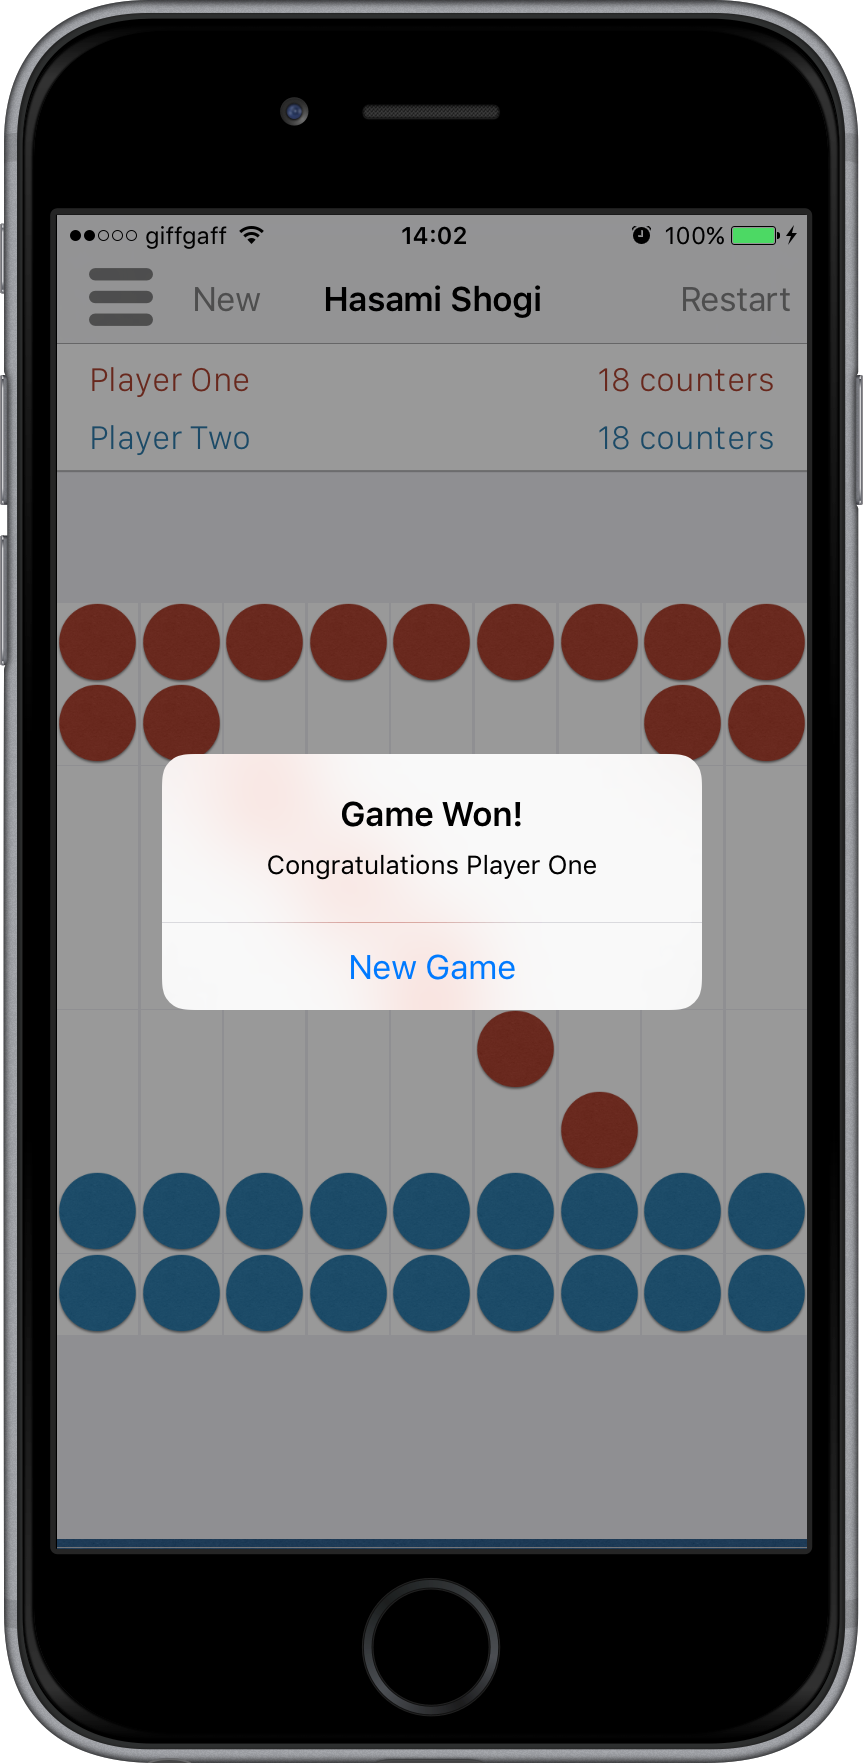 giffgaff 14:02 100%
New Hasami Shogi Restart
Player One 18 counters
Player Two 18 counters
Game Won!
Congratulations Player One
New Game